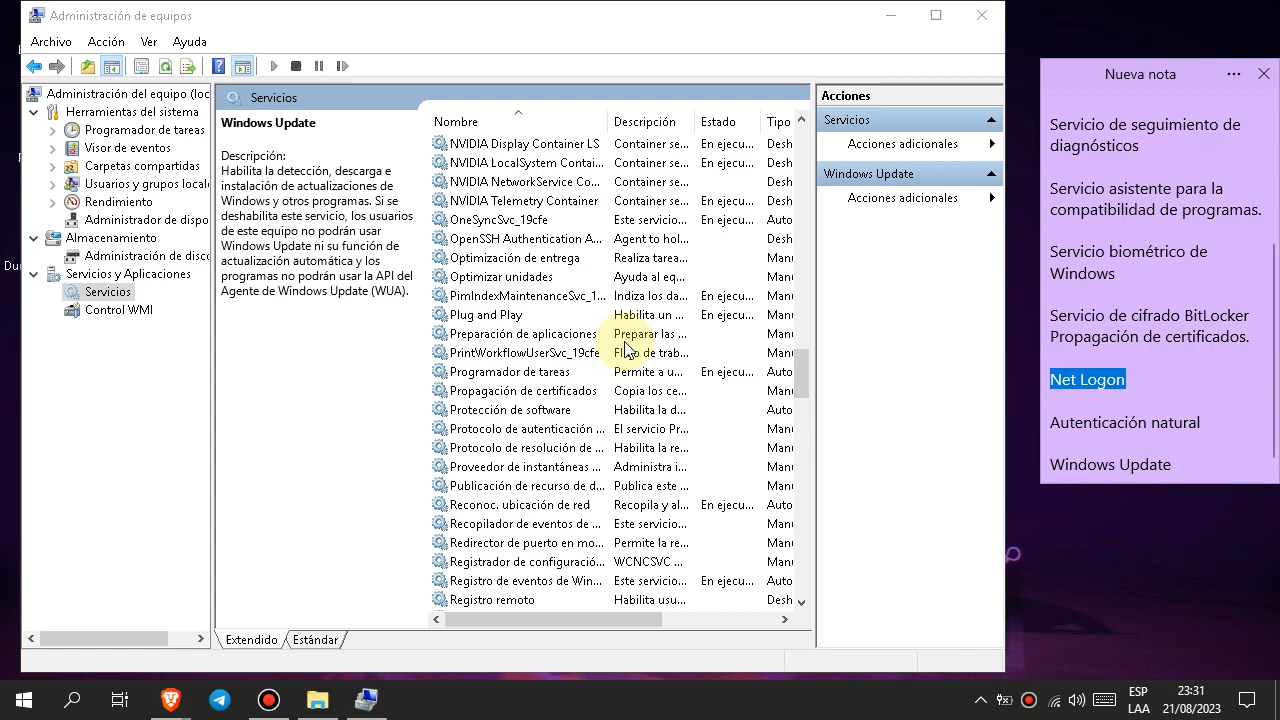 Administración de equipos
Archivo Acción Ver Ayuda
Administración del equipo (loc
Herramientas del sistema
Programador de tareas
Visor de eventos
Carpetas compartidas
Usuarios y grupos locale
Rendimiento
Administrador de dispo
Almacenamiento
Administración de disco
Servicios y Aplicaciones
Servicios
Control WMI
Servicios
Windows Update
Descripción:
Habilita la detección, descarga e
instalación de actualizaciones de
Windows y otros programas. Si se
deshabilita este servicio, los usuarios
de este equipo no podrán usar
Windows Update ni su función de
actualización automática y los
programas no podrán usar la API del
Agente de Windows Update (WUA).
Nombre Descripción Estado Tipo
NVIDIA Display Container LS Container se... En ejecu... Desh
NVIDIA LocalSystem Contai... Container se... En ejecu... Desh
NVIDIA NetworkService Co... Container se... Desh
NVIDIA Telemetry Container Container se... En ejecu... Desh
OneSyncSvc_19cfe Este servicio... En ejecu... Auto
OpenSSH Authentication A... Agent to hol... Desh
Optimización de entrega Realiza tarea... Manu
Optimizar unidades Ayuda al eq... Manu
PimIndexMaintenanceSvc_1... Indiza los da... En ejecu... Manu
Plug and Play Habilita un ... En ejecu... Manu
Preparación de aplicaciones Preparar las ... Manu
PrintWorkflowUserSvc_19cfe de trab... Manu
Programador de tareas Permite a u... En ejecu... Auto
Propagación de certificados Copia los ce... Manu
Protección de software Habilita la d... Auto
Protocolo de autenticación ... El servicio Pr... Manu
Protocolo de resolución de ... Habilita la re... Manu
Proveedor de instantáneas ... Administra i... Manu
Publicación de recurso de d... Publica este ... Manu
Reconoc. ubicación de red Recopila y al... En ejecu... Auto
Recopilador de eventos de ... Este servicio... Manu
Redirector de puerto en mo... Permite la re... Manu
Registrador de configuració... WCNCSVC ... Manu
Registro de eventos de Win... Este servicio... En ejecu... Auto
Registro remoto Habilita usu... Desh
Extendido Estándar
Acciones
Servicios
Acciones adicionales
Windows Update
Acciones adicionales
Nueva nota
Servicio de seguimiento de
diagnósticos
Servicio asistente para la
compatibilidad de programas.
Servicio biométrico de
Windows
Servicio de cifrado BitLocker
Propagación de certificados.
Net Logon
Autenticación natural
Windows Update
ESP
LAA
23:31
21/08/2023